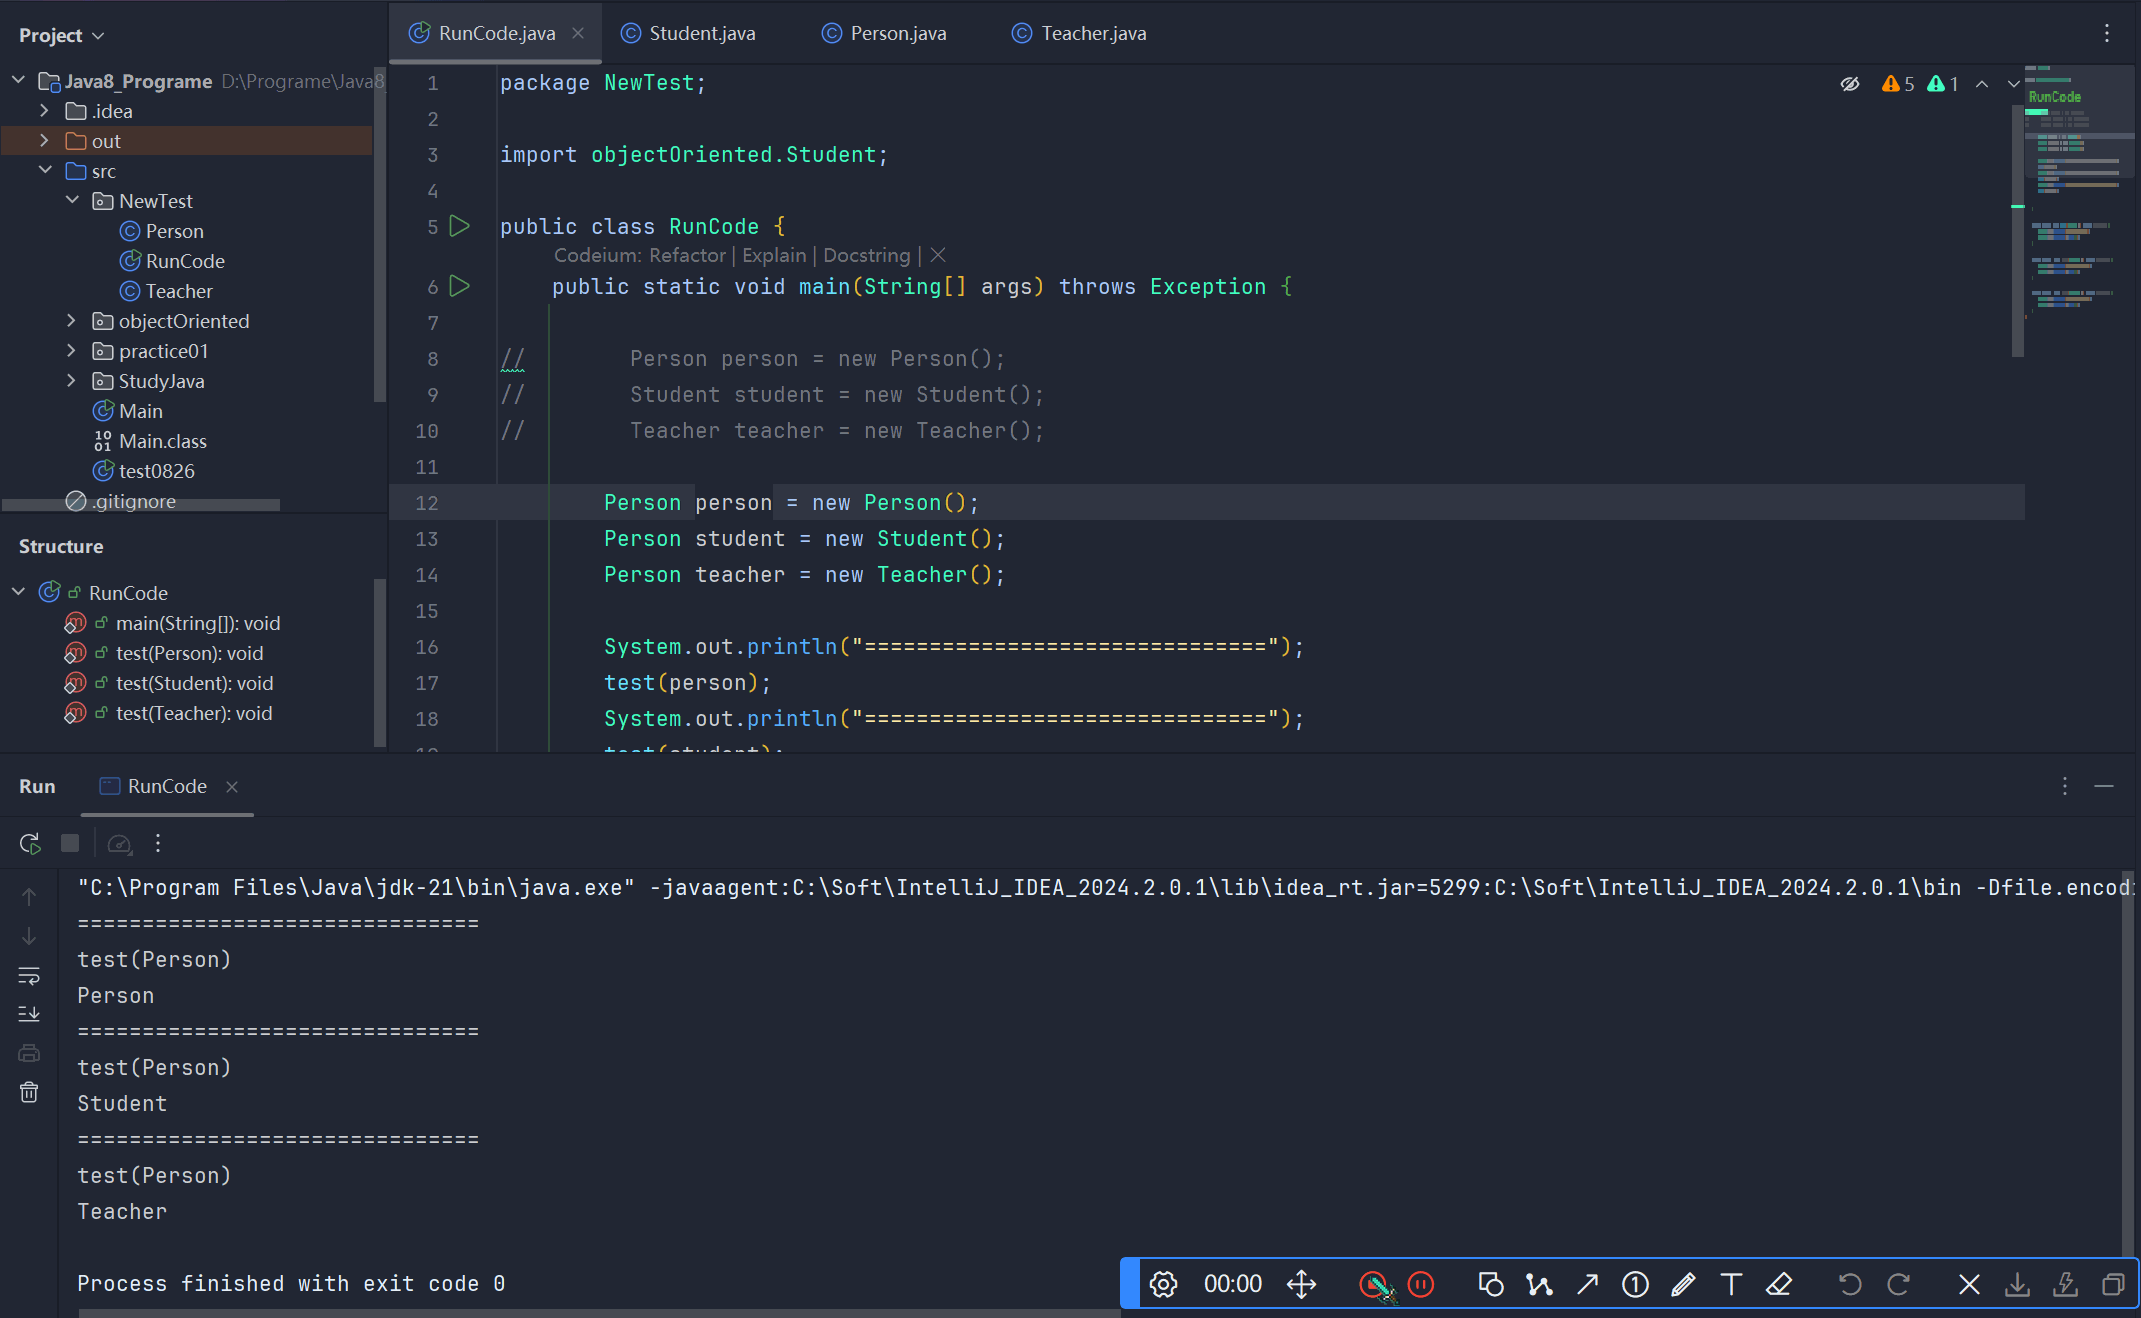 Project
Java8_Programe D:\Programe\Java8
.idea
out
src
NewTest
Person
RunCode
Teacher
objectOriented
practice01
StudyJava
Main
Main.class
test0826
.gitignore
Structure
RunCode
main(String[]): void
test(Person): void
test(Student): void
test(Teacher): void
RunCode.java Student.java Person.java Teacher.java
5 1
1 package NewTest;
2
3 import objectOriented.Student;
4
5 public class RunCode {
Codeium: Refactor | Explain | Docstring |
6 public static void main(String[] args) throws Exception {
7
8 // Person person = new Person();
9 // Student student = new Student();
10 // Teacher teacher = new Teacher();
11
12 Person person = new Person();
13 Person student = new Student();
14 Person teacher = new Teacher();
15
16 System.out.println("===============================");
17 test(person);
18 System.out.println("===============================");
19 test(student);
RunCode
Run RunCode
"C:\Program Files\Java\jdk-21\bin\java.exe" -javaagent:C:\Soft\IntelliJ_IDEA_2024.2.0.1\lib\idea_rt.jar=5299:C:\Soft\IntelliJ_IDEA_2024.2.0.1\bin -Dfile.encodi
===============================
test(Person)
Person
===============================
test(Person)
Student
===============================
test(Person)
Teacher
Process finished with exit code 0
00:00